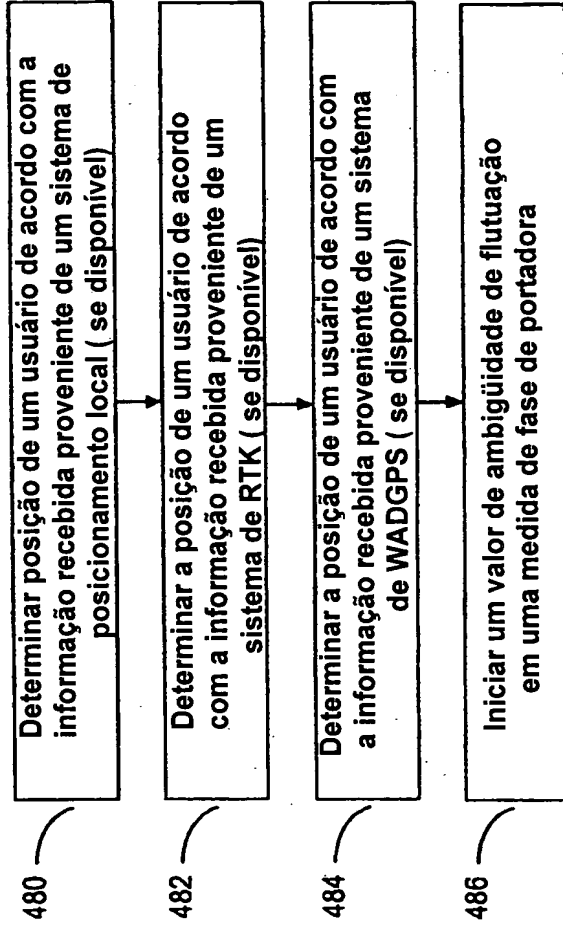 480
Determinar posição de um usuário de acordo com a
informação recebida proveniente de um sistema de
posicionamento local ( se disponível)
482
Determinar a posição de um usuário de acordo
com a informação recebida proveniente de um
sistema de RTK ( se disponível)
484
Determinar a posição de um usuário de acordo com
a informação recebida proveniente de um sistema
de WADGPS ( se disponível)
486
Iniciar um valor de ambigüidade de flutuação
em uma medida de fase de portadora